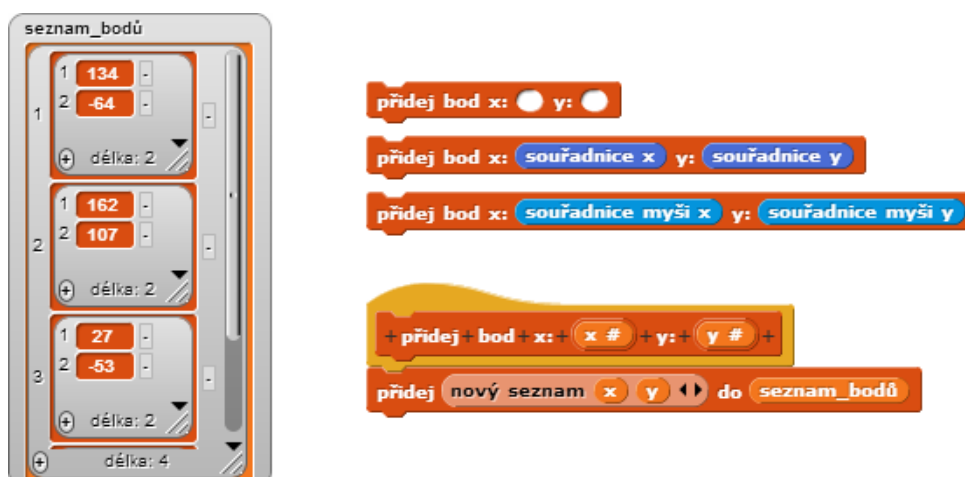 seznam_bodů
1
1 134 -
2 -64 -
-
+ délka: 2
2
1 162 -
2 107 -
-
+ délka: 2
3
1 27 -
2 -53 -
-
+ délka: 2
+ délka: 4
přidej bod x: y:
přidej bod x: souřadnice x y: souřadnice y
přidej bod x: souřadnice myši x y: souřadnice myši y
+ přidej + bod + x: + x # + y: + y # +
přidej nový seznam x y do seznam_bodů